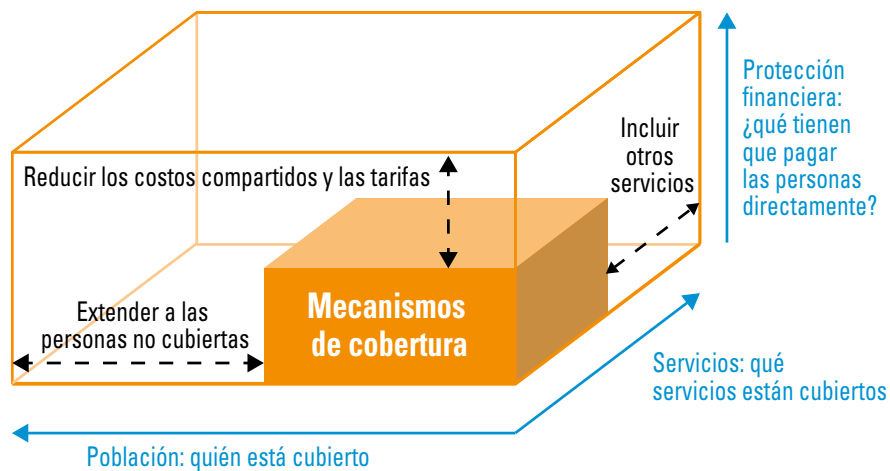 Protección
financiera:
¿qué tienen
que pagar
las personas
directamente?
Incluir
otros
servicios
Reducir los costos compartidos y las tarifas
Mecanismos
de cobertura
Extender a las
personas no cubiertas
Servicios: qué
servicios están cubiertos
Población: quién está cubierto